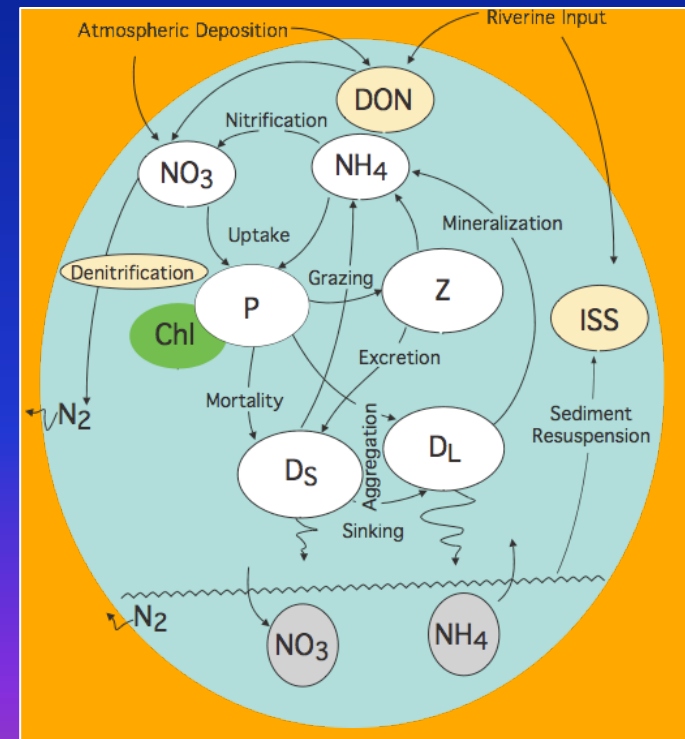 Atmospheric Deposition
Riverine Input
DON
Nitrification
NO3
NH4
Mineralization
Uptake
Denitrification
Grazing
P
Z
Chl
ISS
Excretion
Mortality
N2
Aggregation
Sediment
Resuspension
DS
DL
Sinking
N2
NO3
NH4